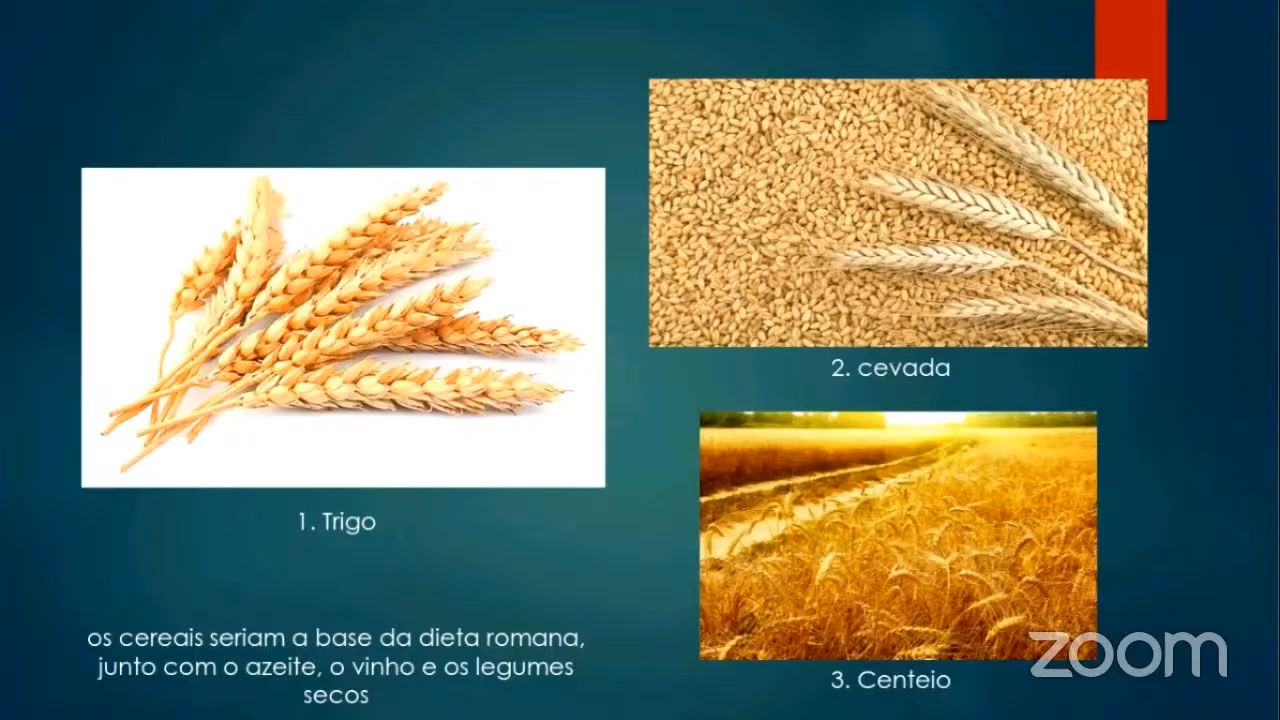 1. Trigo
os cereais seriam a base da dieta romana,
junto com o azeite, o vinho e os legumes
secos
2. cevada
3. Centeio
zoom